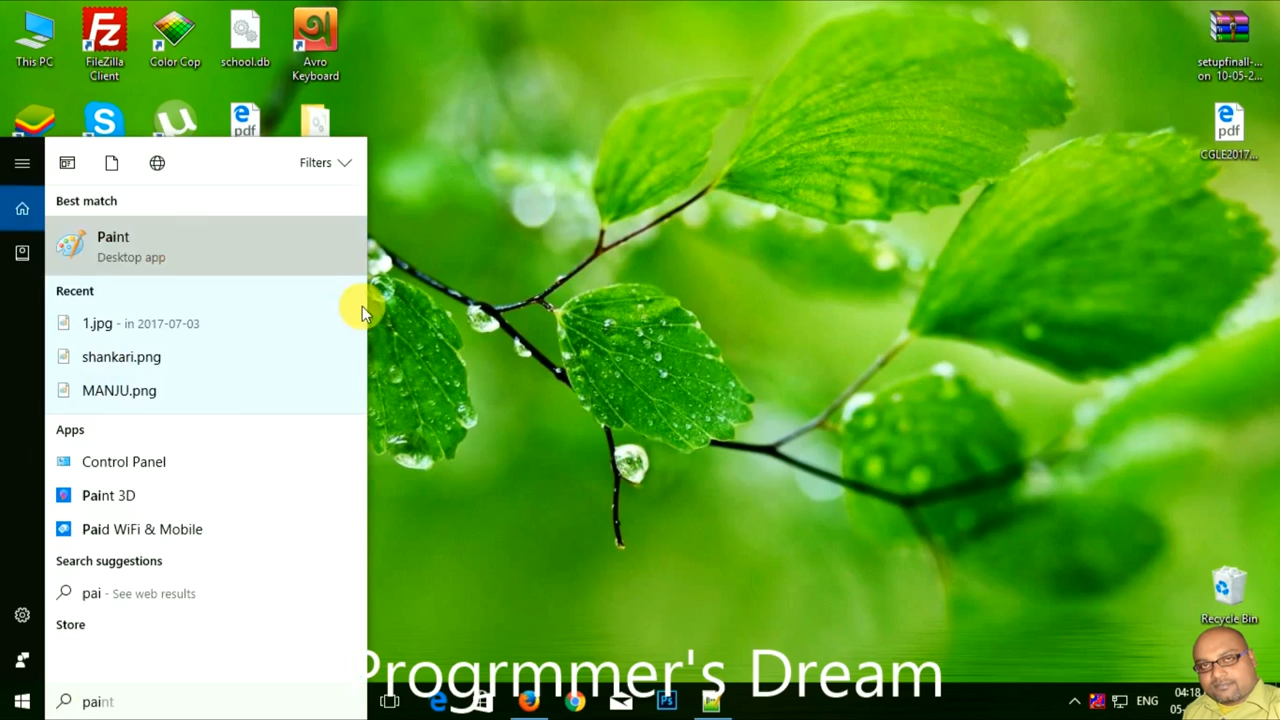 This PC
FileZilla
Client
Color Cop
school.db
Avro
Keyboard
setupfinall-...
on 10-05-2...
pdf
pdf
CGLE2017...
Filters
Best match
Paint
Desktop app
Recent
1.jpg - in 2017-07-03
shankari.png
MANJU.png
Apps
Control Panel
Paint 3D
Paid WiFi & Mobile
Search suggestions
pai - See web results
Store
Recycle Bin
Progrmmer's Dream
paint
ENG
04:18